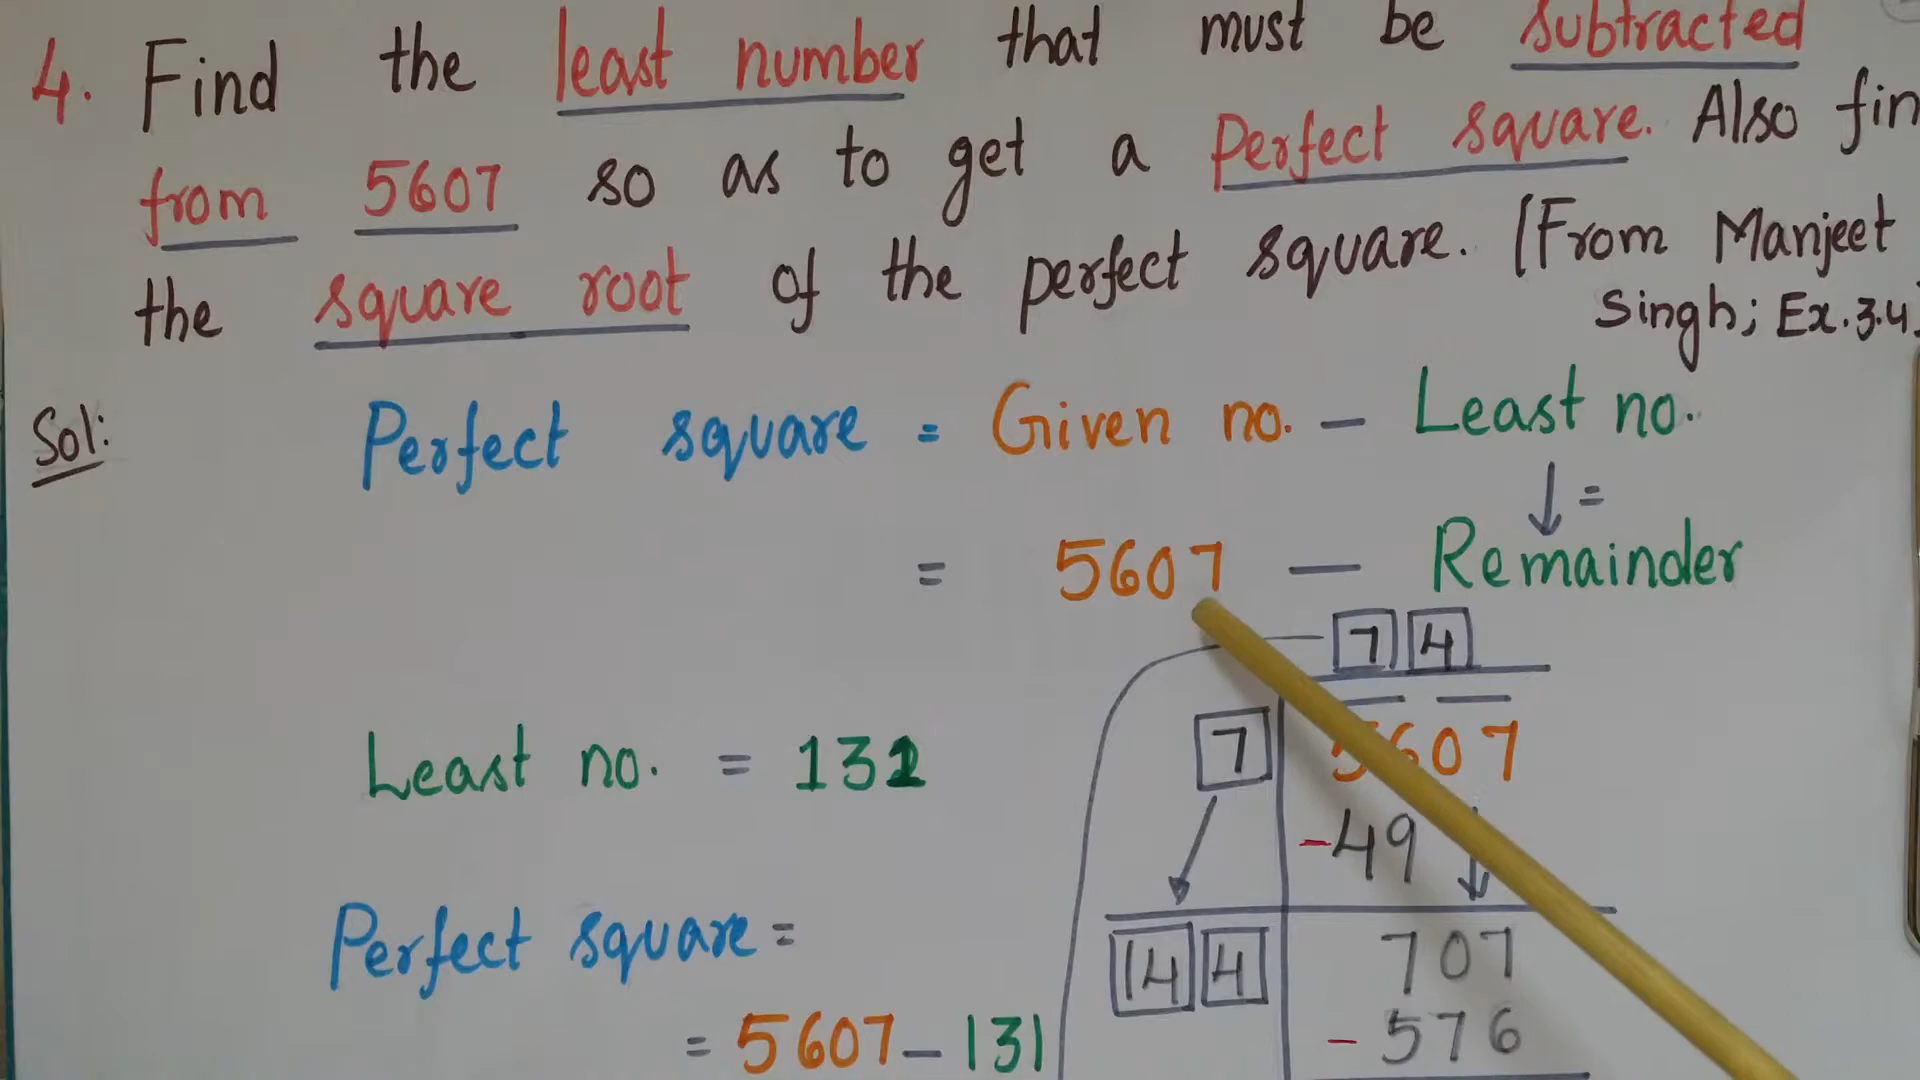 4. Find the least number that must be subtracted
from 5607 so as to get a perfect square. Also fin
the square root of the perfect square. [From Manjeet
Singh; Ex.3.4]
Sol:
Perfect square = Given no. - Least no.
↓ =
= 5607 - Remainder
7 4
7 5607
-49 ↓
Least no. = 132
14 4 707
Perfect square =
- 576
= 5607 - 131